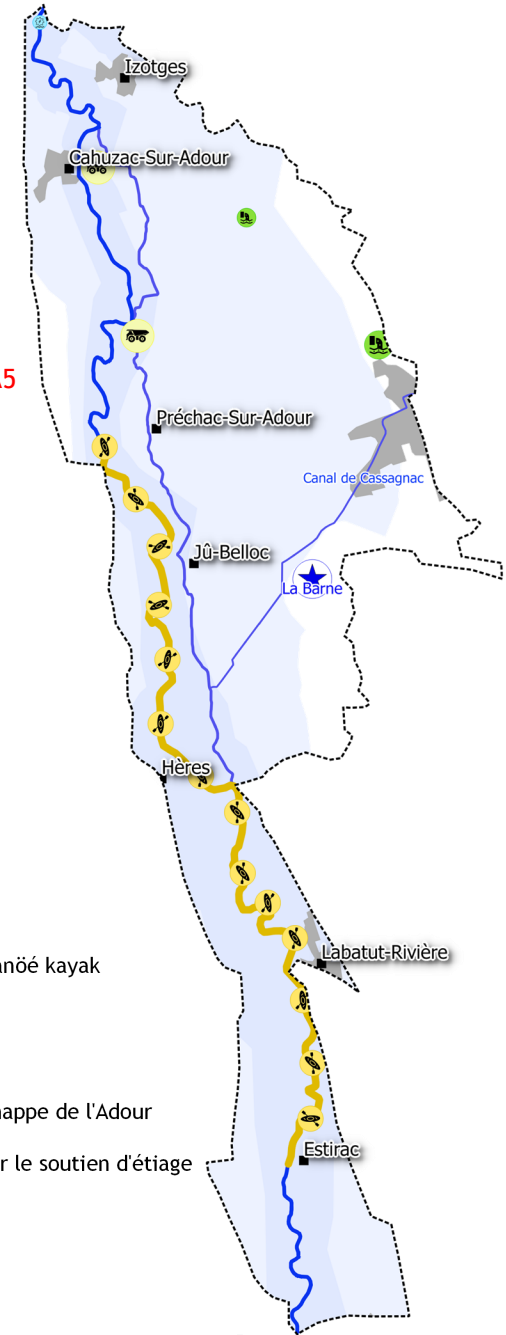 Izotges
Cahuzac-Sur-Adour
Préchac-Sur-Adour
Canal de Cassagnac
Jû-Belloc
La Barne
Hères
Labatut-Rivière
anöé kayak
nappe de l'Adour
Estirac
r le soutien d'étiage